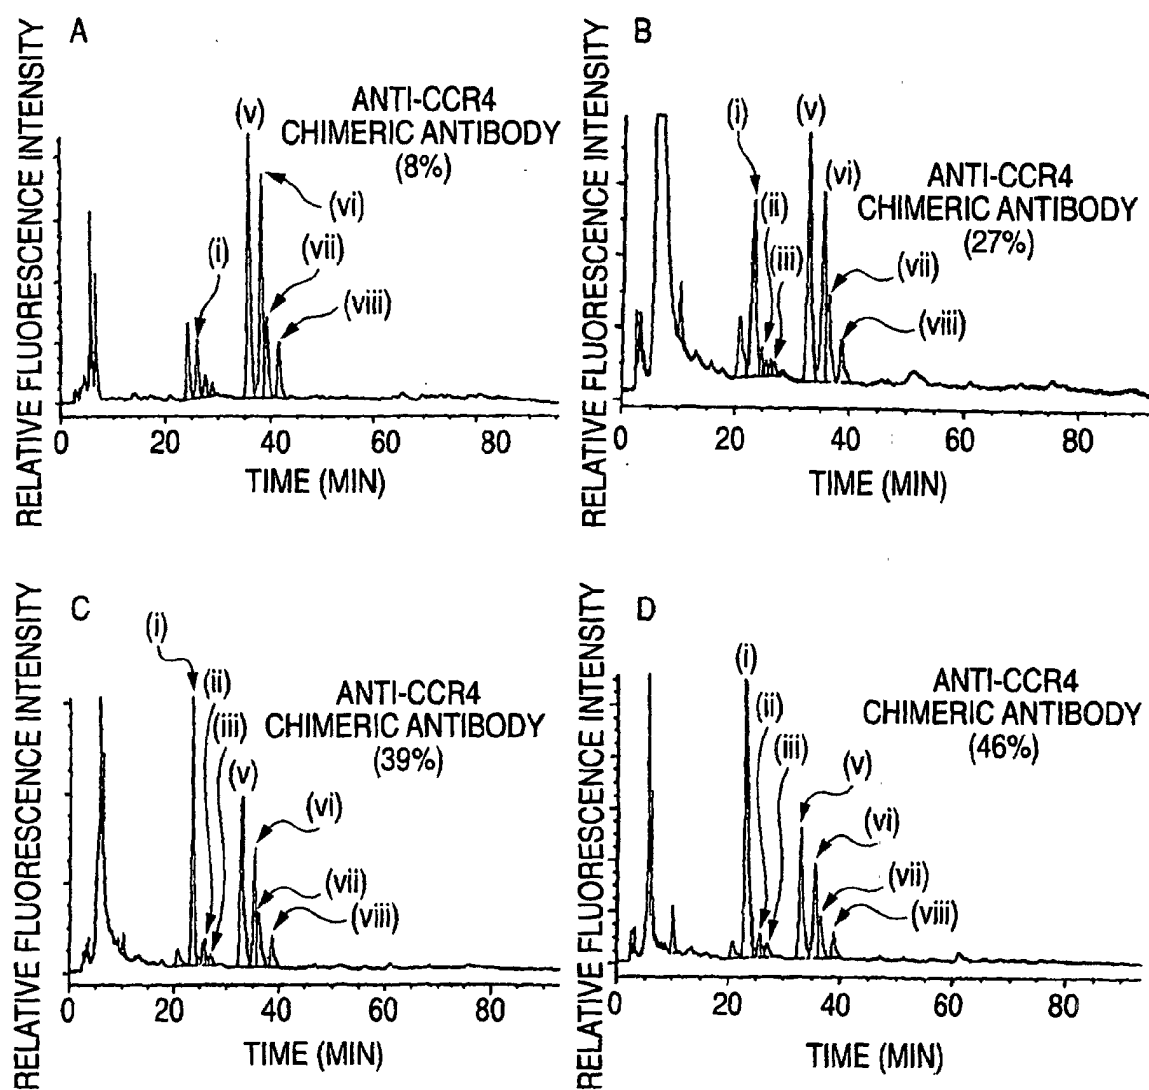 A
RELATIVE FLUORESCENCE INTENSITY
ANTI-CCR4
CHIMERIC ANTIBODY
(8%)
(i)
(v)
(vi)
(vii)
(viii)
0 20 40 60 80
TIME (MIN)
B
RELATIVE FLUORESCENCE INTENSITY
ANTI-CCR4
CHIMERIC ANTIBODY
(27%)
(i)
(ii)
(iii)
(v)
(vi)
(vii)
(viii)
0 20 40 60 80
TIME (MIN)
C
RELATIVE FLUORESCENCE INTENSITY
ANTI-CCR4
CHIMERIC ANTIBODY
(39%)
(i)
(ii)
(iii)
(v)
(vi)
(vii)
(viii)
0 20 40 60 80
TIME (MIN)
D
RELATIVE FLUORESCENCE INTENSITY
ANTI-CCR4
CHIMERIC ANTIBODY
(46%)
(i)
(ii)
(iii)
(v)
(vi)
(vii)
(viii)
0 20 40 60 80
TIME (MIN)